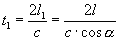 t₁ = 2l₁/c = 2l/(c · cos α)